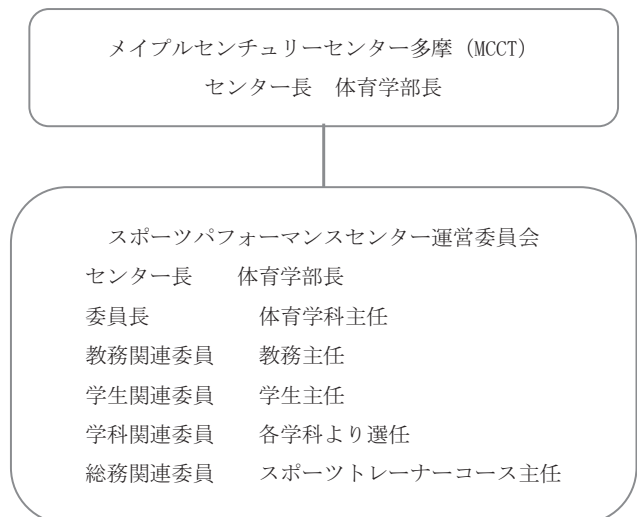 メイプルセンチュリーセンター多摩 (MCCT)
センター長　体育学部長
スポーツパフォーマンスセンター運営委員会
センター長　体育学部長
委員長　体育学科主任
教務関連委員　教務主任
学生関連委員　学生主任
学科関連委員　各学科より選任
総務関連委員　スポーツトレーナーコース主任